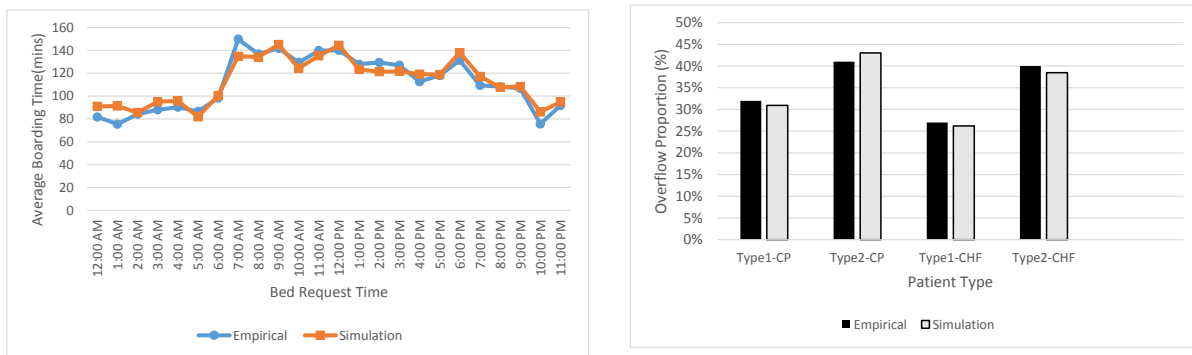 160
140
120
100
80
60
40
20
0
Average Boarding Time(mins)
12:00 AM
1:00 AM
2:00 AM
3:00 AM
4:00 AM
5:00 AM
6:00 AM
7:00 AM
8:00 AM
9:00 AM
10:00 AM
11:00 AM
12:00 PM
1:00 PM
2:00 PM
3:00 PM
4:00 PM
5:00 PM
6:00 PM
7:00 PM
8:00 PM
9:00 PM
10:00 PM
11:00 PM
Bed Request Time
Empirical Simulation
50%
45%
40%
35%
30%
25%
20%
15%
10%
5%
0%
Overflow Proportion (%)
Type1-CP Type2-CP Type1-CHF Type2-CHF
Patient Type
Empirical Simulation